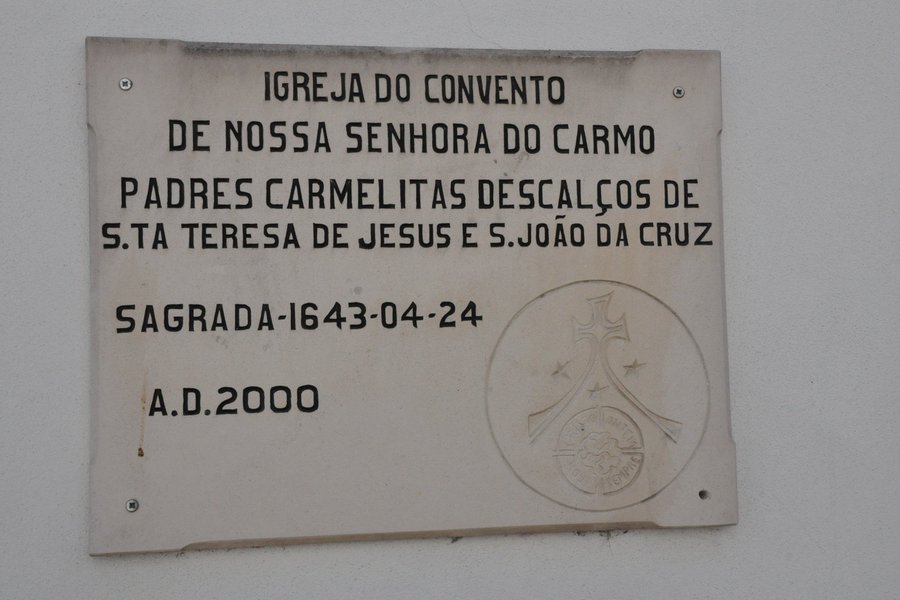 IGREJA DO CONVENTO
DE NOSSA SENHORA DO CARMO
PADRES CARMELITAS DESCALÇOS DE
S.TA TERESA DE JESUS E S.JOÃO DA CRUZ
SAGRADA-1643-04-24
A.D.2000
SEMPRE